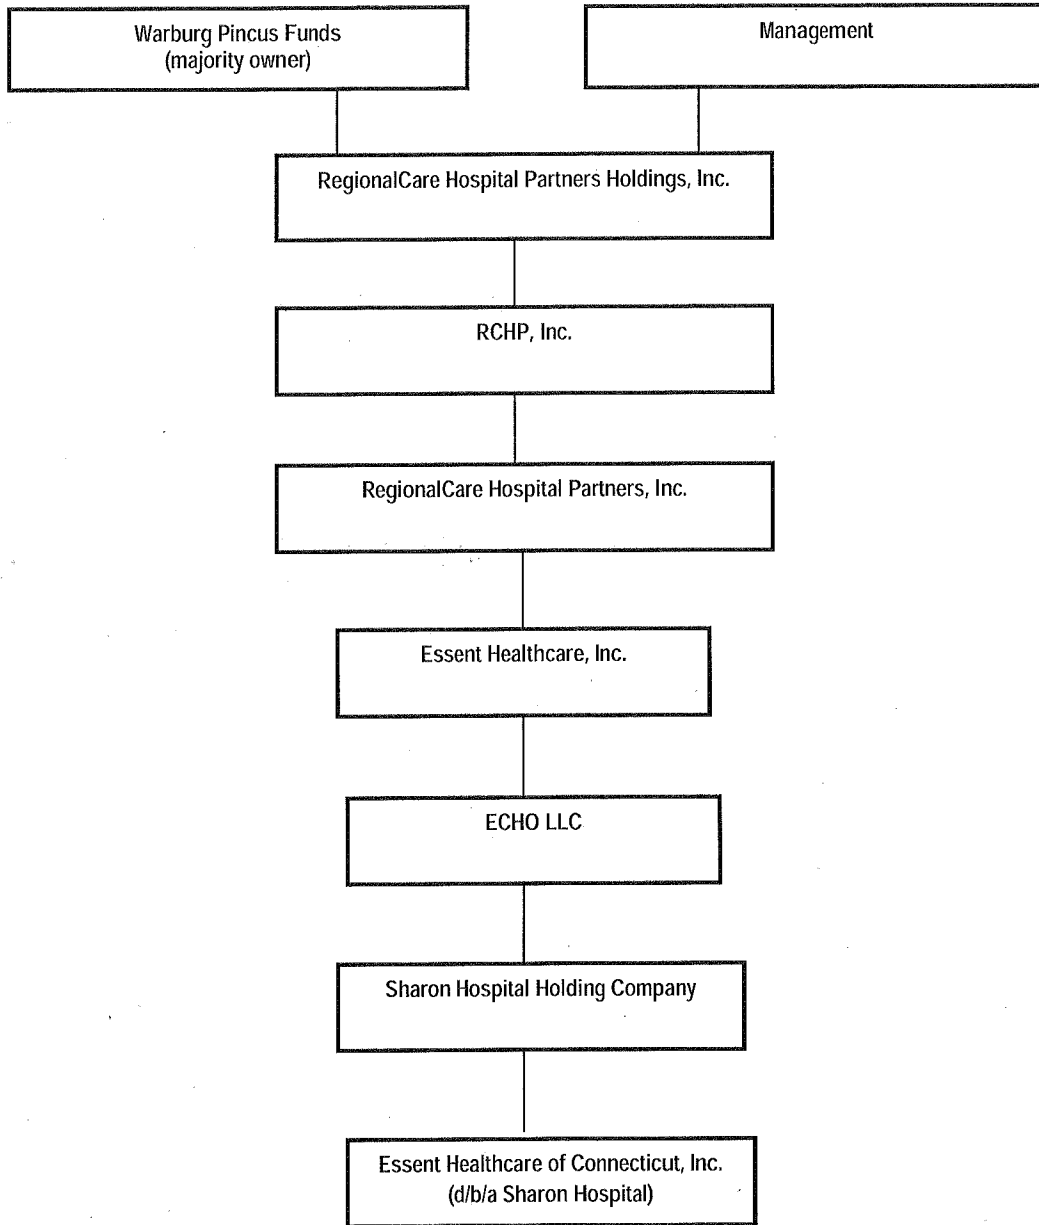 Warburg Pincus Funds
(majority owner)
Management
RegionalCare Hospital Partners Holdings, Inc.
RCHP, Inc.
RegionalCare Hospital Partners, Inc.
Essent Healthcare, Inc.
ECHO LLC
Sharon Hospital Holding Company
Essent Healthcare of Connecticut, Inc.
(d/b/a Sharon Hospital)